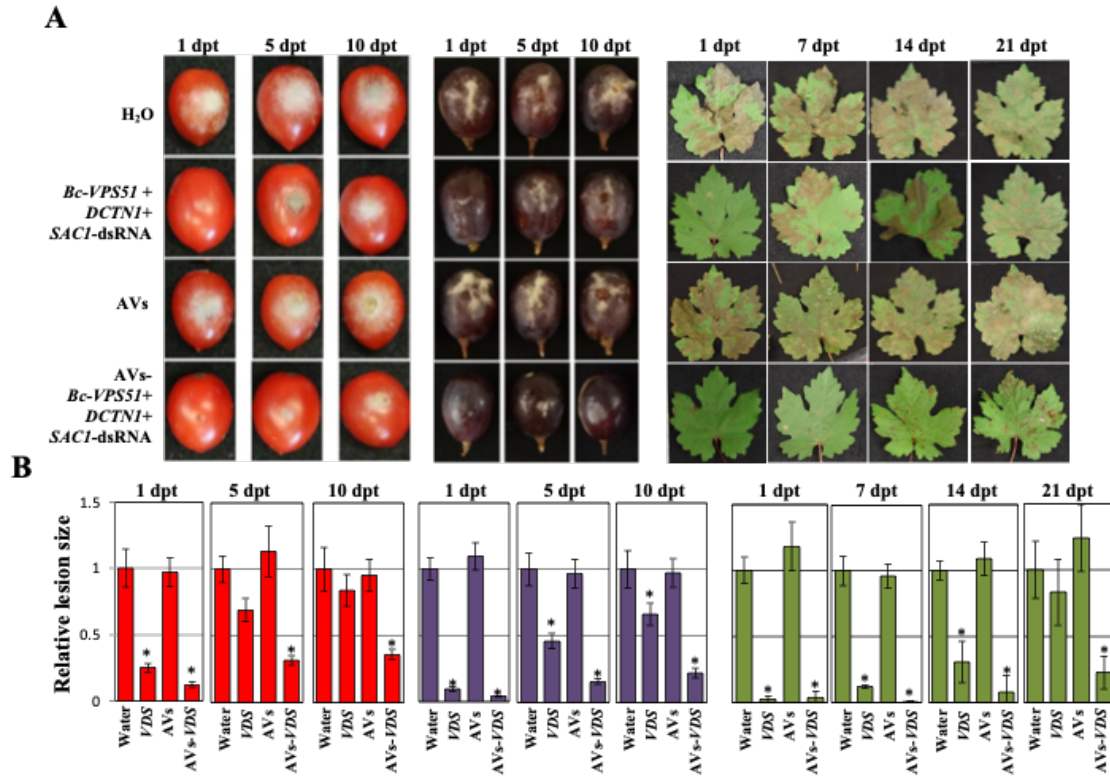 A
1 dpt 5 dpt 10 dpt 1 dpt 5 dpt 10 dpt 1 dpt 7 dpt 14 dpt 21 dpt
H₂O
Bc-VPS51 +
DCTN1+
SAC1-dsRNA
AVs
AVs-
Bc-VPS51+
DCTN1+
SAC1-dsRNA
B
1 dpt 5 dpt 10 dpt 1 dpt 5 dpt 10 dpt 1 dpt 7 dpt 14 dpt 21 dpt
Relative lesion size
1.5
1
0.5
0
* * * * * * * * * * * * * * *
Water VDS AVs AVs-VDS Water VDS AVs AVs-VDS Water VDS AVs AVs-VDS Water VDS AVs AVs-VDS Water VDS AVs AVs-VDS Water VDS AVs AVs-VDS Water VDS AVs AVs-VDS Water VDS AVs AVs-VDS Water VDS AVs AVs-VDS Water VDS AVs AVs-VDS